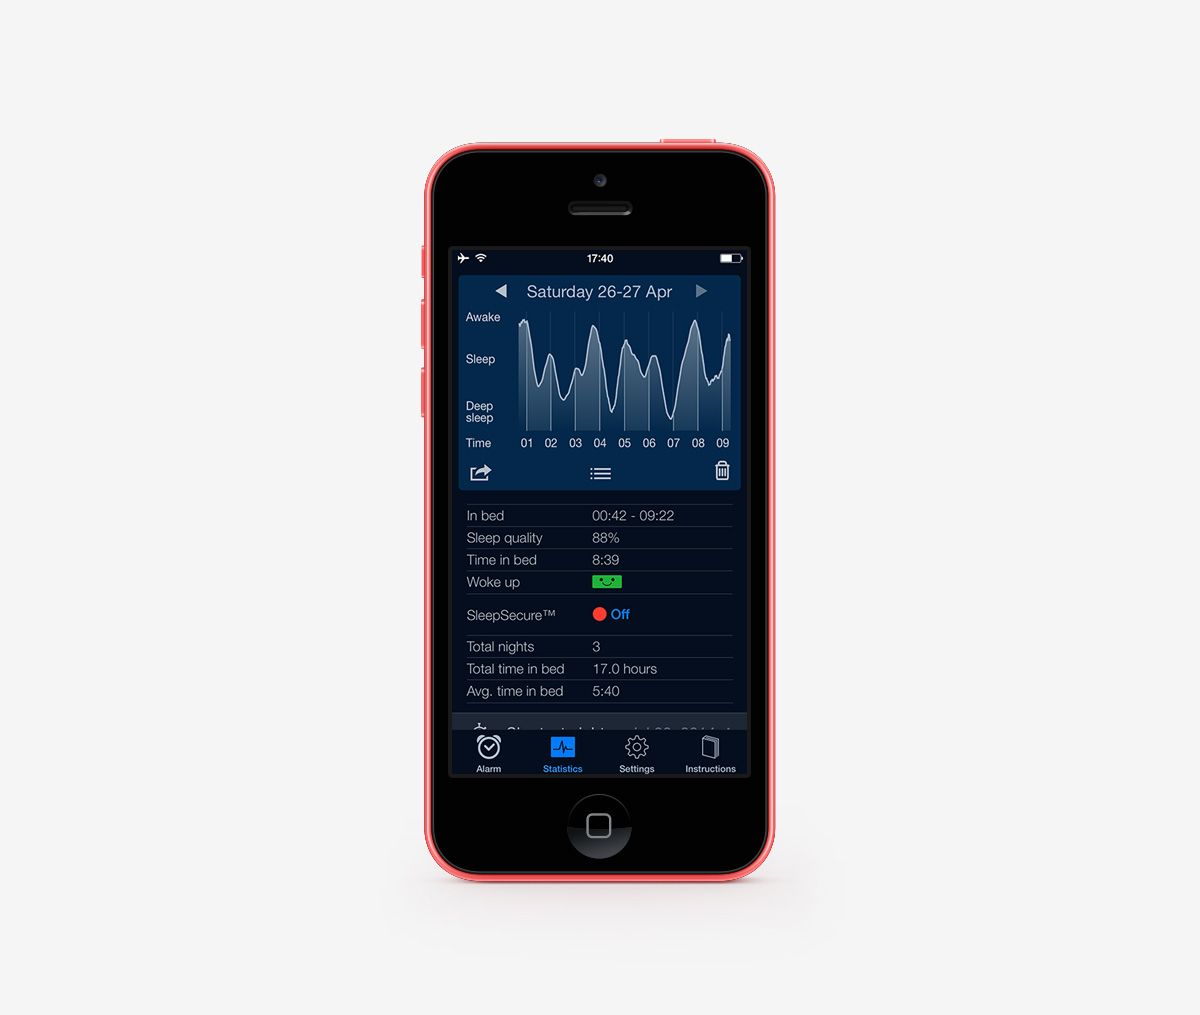 17:40
Saturday 26-27 Apr
Awake
Sleep
Deep
sleep
Time 01 02 03 04 05 06 07 08 09
In bed 00:42 - 09:22
Sleep quality 88%
Time in bed 8:39
Woke up
SleepSecure™ Off
Total nights 3
Total time in bed 17.0 hours
Avg. time in bed 5:40
Alarm Statistics Settings Instructions